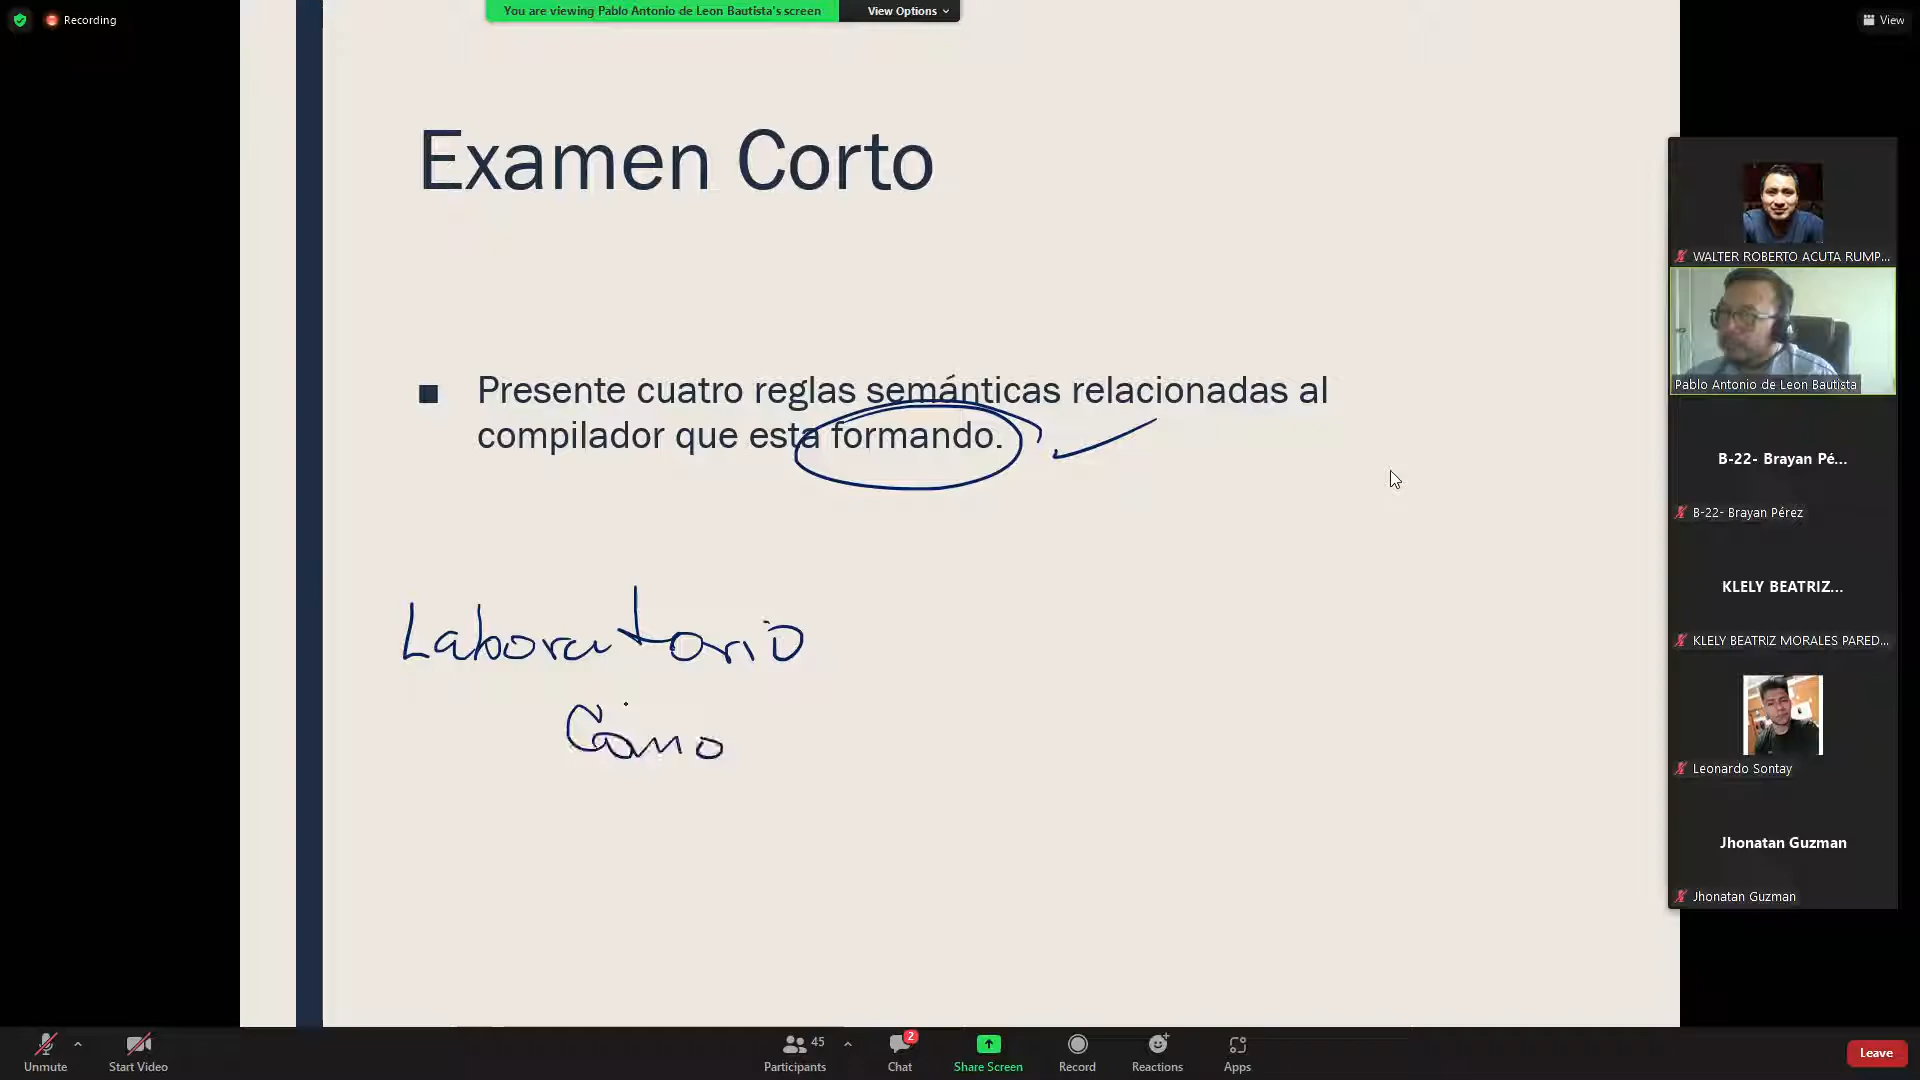 Recording
You are viewing Pablo Antonio de Leon Bautista's screen
View Options
View
Examen Corto
Presente cuatro reglas semánticas relacionadas al
compilador que esta formando.
Laboratorio
Como
WALTER ROBERTO ACUTA RUMP...
Pablo Antonio de Leon Bautista
B-22- Brayan Pé...
B-22- Brayan Pérez
KLELY BEATRIZ...
KLELY BEATRIZ MORALES PARED...
Leonardo Sontay
Jhonatan Guzman
Jhonatan Guzman
Unmute
Start Video
45
Participants
2
Chat
Share Screen
Record
Reactions
Apps
Leave